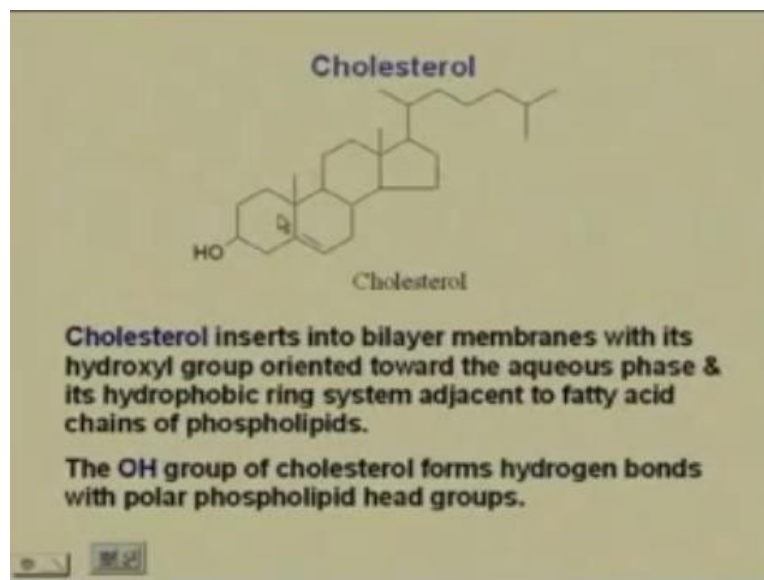 Cholesterol
HO
Cholesterol
Cholesterol inserts into bilayer membranes with its
hydroxyl group oriented toward the aqueous phase &
its hydrophobic ring system adjacent to fatty acid
chains of phospholipids.
The OH group of cholesterol forms hydrogen bonds
with polar phospholipid head groups.